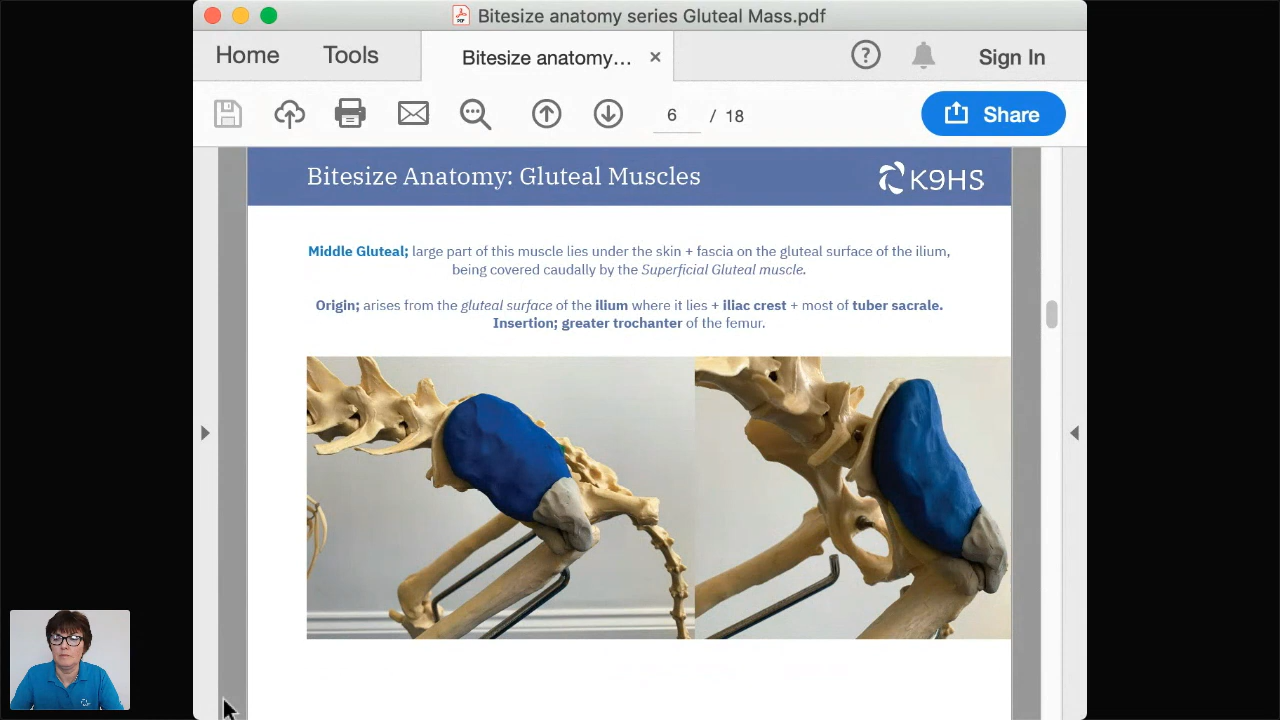 Bitesize anatomy series Gluteal Mass.pdf
Home Tools Bitesize anatomy... × ? Sign In
6 / 18 Share
Bitesize Anatomy: Gluteal Muscles K9HS
Middle Gluteal; large part of this muscle lies under the skin + fascia on the gluteal surface of the ilium,
being covered caudally by the Superficial Gluteal muscle.
Origin; arises from the gluteal surface of the ilium where it lies + iliac crest + most of tuber sacrale.
Insertion; greater trochanter of the femur.